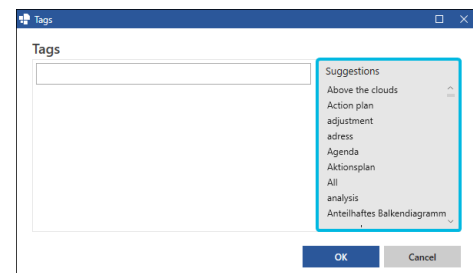 Tags
Tags
Suggestions
Above the clouds
Action plan
adjustment
adress
Agenda
Aktionsplan
All
analysis
Anteilhaftes Balkendiagramm
OK
Cancel